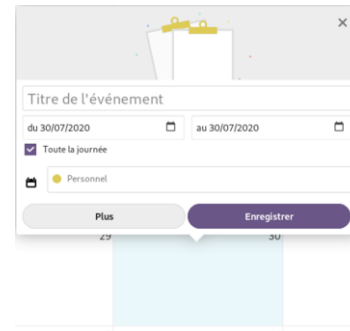 Titre de l'événement
du 30/07/2020 au 30/07/2020
Toute la journée
Personnel
Plus Enregistrer
29 30